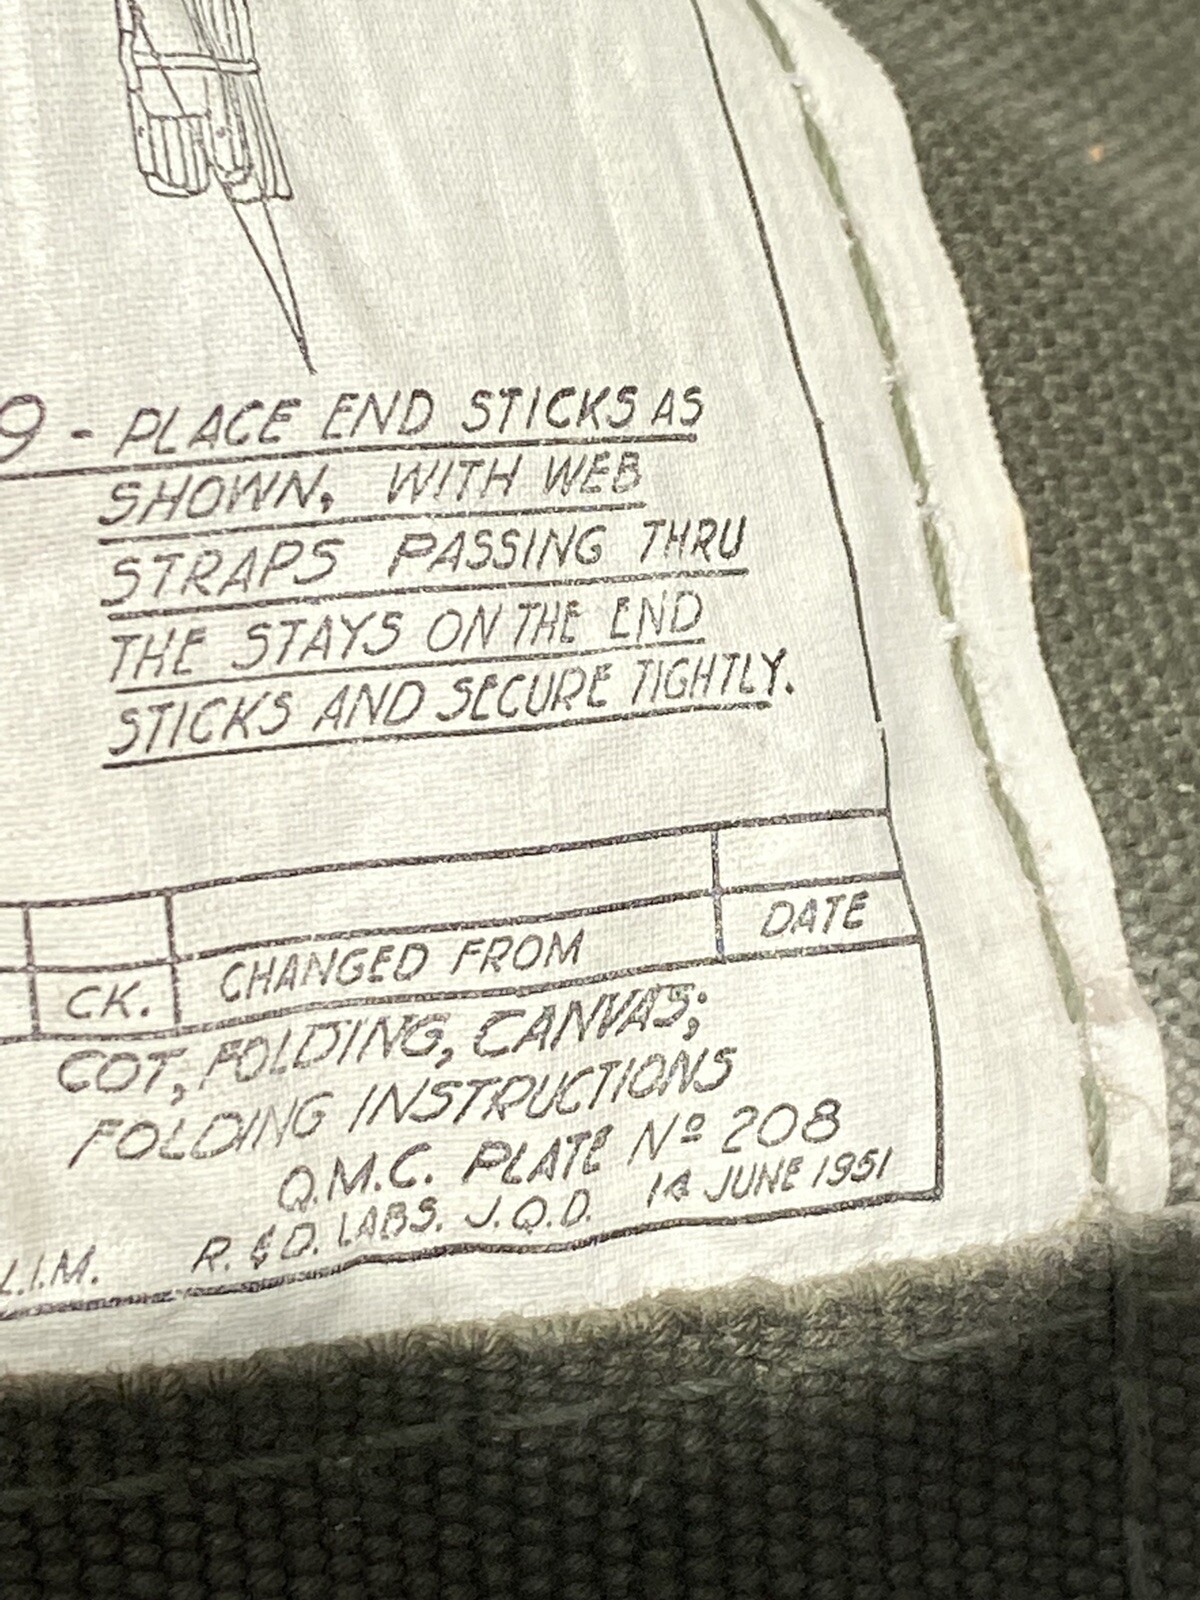 9 - PLACE END STICKS AS
SHOWN, WITH WEB
STRAPS PASSING THRU
THE STAYS ON THE END
STICKS AND SECURE TIGHTLY.
CK. CHANGED FROM DATE
COT, FOLDING, CANVAS;
FOLDING INSTRUCTIONS
Q.M.C. PLATE Nº 208
L.I.M. R. & D. LABS. J.Q.D. 14 JUNE 1951